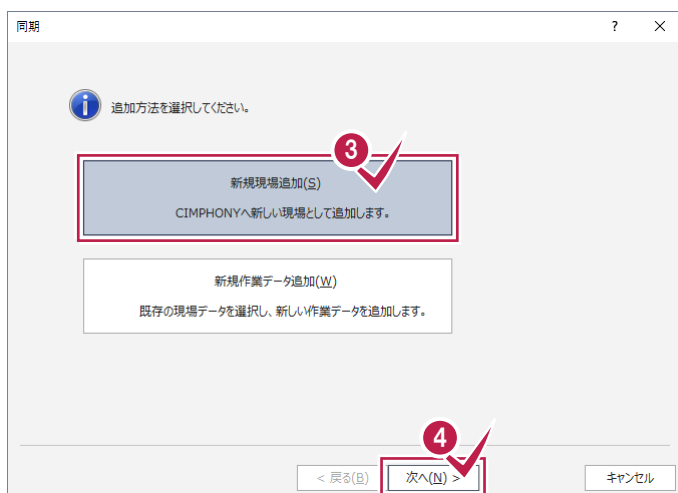 同期 ? ×
追加方法を選択してください。
3
新規現場追加(S)
CIMPHONYへ新しい現場として追加します。
新規作業データ追加(W)
既存の現場データを選択し、新しい作業データを追加します。
4
< 戻る(B) 次へ(N) > キャンセル